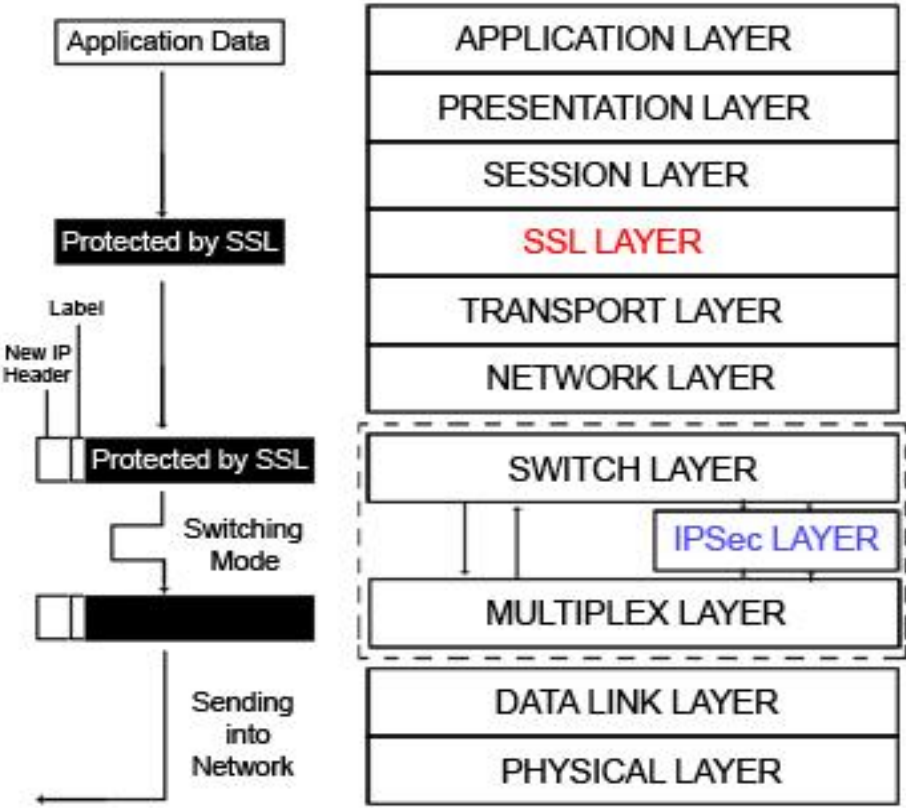 Application Data
Protected by SSL
Label
New IP
Header
Protected by SSL
Switching
Mode
Sending
into
Network
APPLICATION LAYER
PRESENTATION LAYER
SESSION LAYER
SSL LAYER
TRANSPORT LAYER
NETWORK LAYER
SWITCH LAYER
IPSec LAYER
MULTIPLEX LAYER
DATA LINK LAYER
PHYSICAL LAYER